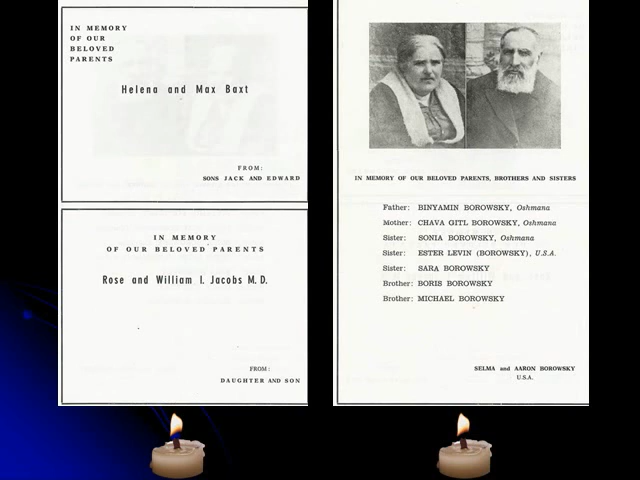 IN MEMORY
OF OUR
BELOVED
PARENTS
Helena and Max Baxt
FROM:
SONS JACK AND EDWARD
IN MEMORY
OF OUR BELOVED PARENTS
Rose and William I. Jacobs M.D.
FROM:
DAUGHTER AND SON
IN MEMORY OF OUR BELOVED PARENTS, BROTHERS AND SISTERS
Father: BINYAMIN BOROWSKY, Oshmana
Mother: CHAVA GITL BOROWSKY, Oshmana
Sister: SONIA BOROWSKY, Oshmana
Sister: ESTER LEVIN (BOROWSKY), U.S.A.
Sister: SARA BOROWSKY
Brother: BORIS BOROWSKY
Brother: MICHAEL BOROWSKY
SELMA and AARON BOROWSKY
U.S.A.